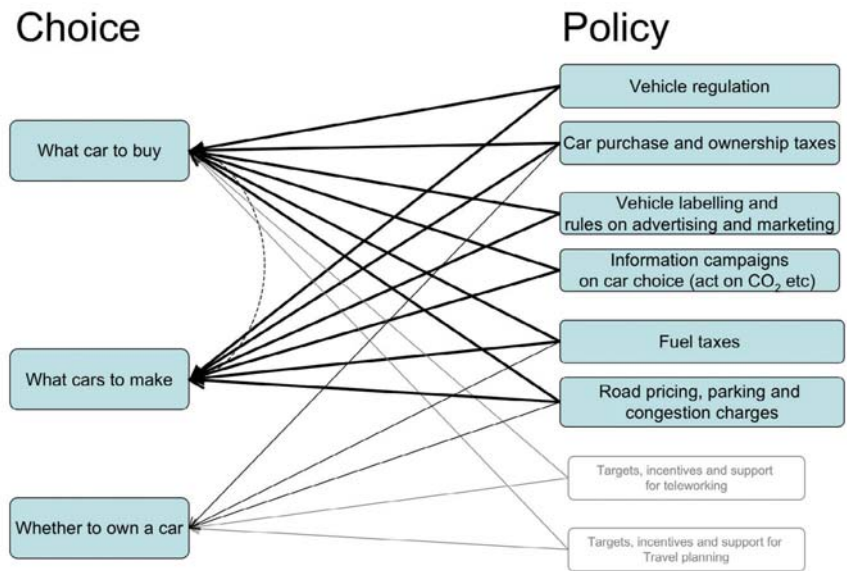 Choice
Policy
What car to buy
What cars to make
Whether to own a car
Vehicle regulation
Car purchase and ownership taxes
Vehicle labelling and
rules on advertising and marketing
Information campaigns
on car choice (act on CO₂ etc)
Fuel taxes
Road pricing, parking and
congestion charges
Targets, incentives and support
for teleworking
Targets, incentives and support for
Travel planning